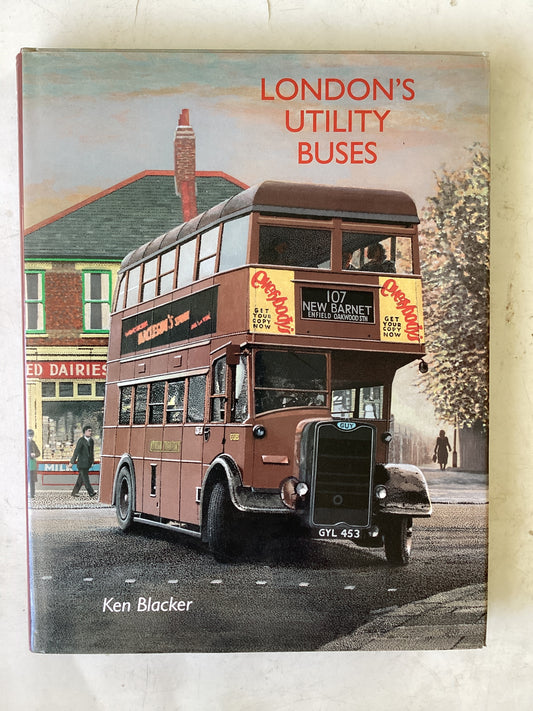 LONDON'S
UTILITY
BUSES
Everybody's
GET
YOUR
COPY
NOW
107
NEW BARNET
ENFIELD OAKWOOD STN
Everybody's
GET
YOUR
COPY
NOW
GUY
GYL 453
ED DAIRIES
MILK
Ken Blacker